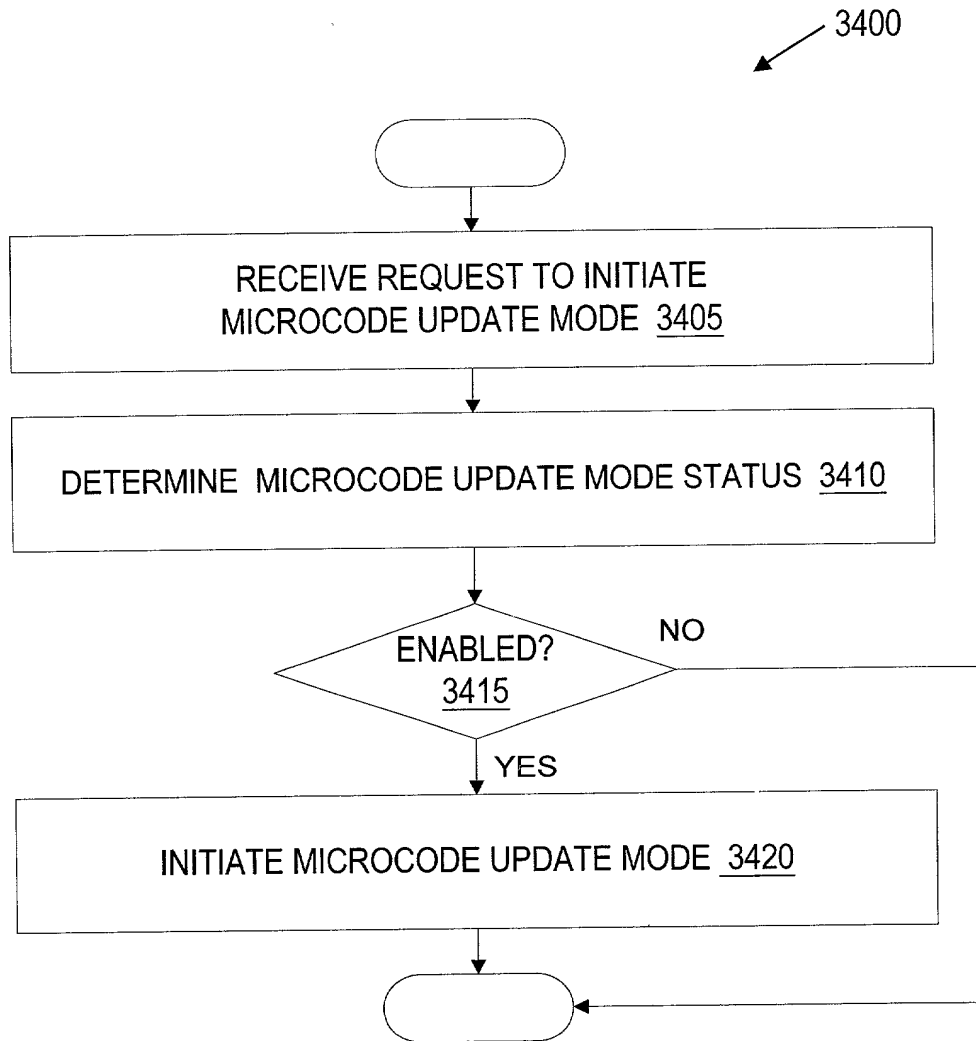 3400
RECEIVE REQUEST TO INITIATE
MICROCODE UPDATE MODE 3405
DETERMINE MICROCODE UPDATE MODE STATUS 3410
NO
ENABLED?
3415
YES
INITIATE MICROCODE UPDATE MODE 3420